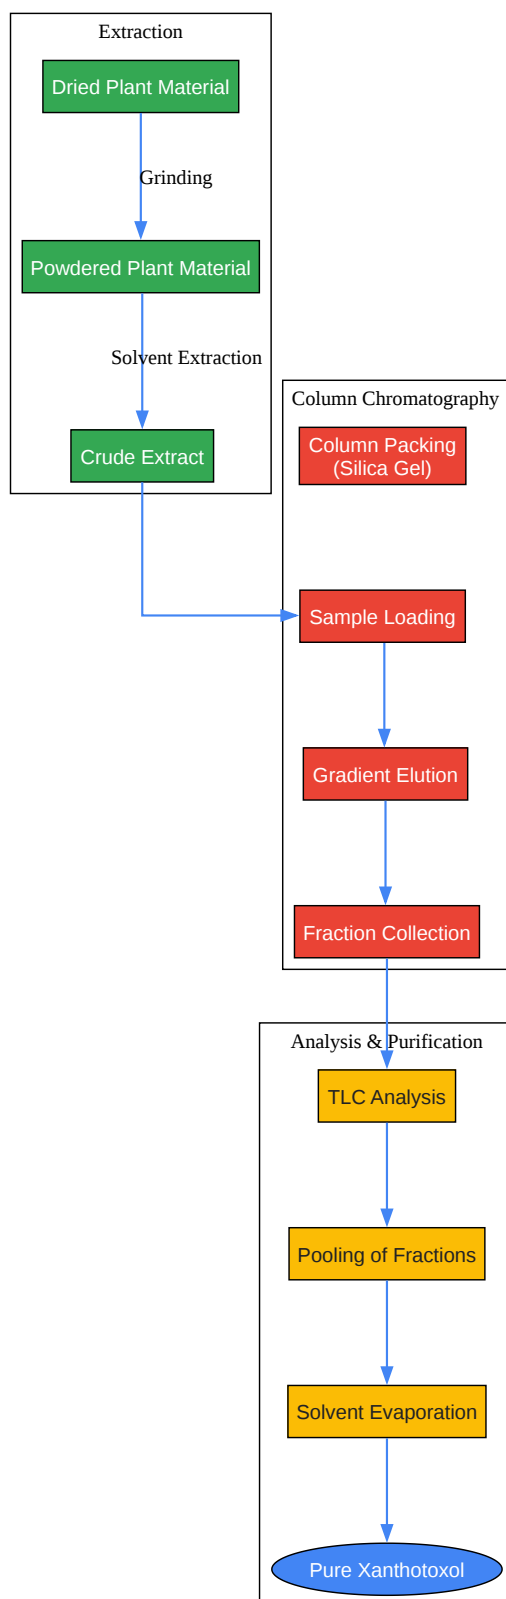 Extraction
Dried Plant Material
Grinding
Powdered Plant Material
Solvent Extraction
Crude Extract
Column Chromatography
Column Packing
(Silica Gel)
Sample Loading
Gradient Elution
Fraction Collection
Analysis & Purification
TLC Analysis
Pooling of Fractions
Solvent Evaporation
Pure Xanthotoxol